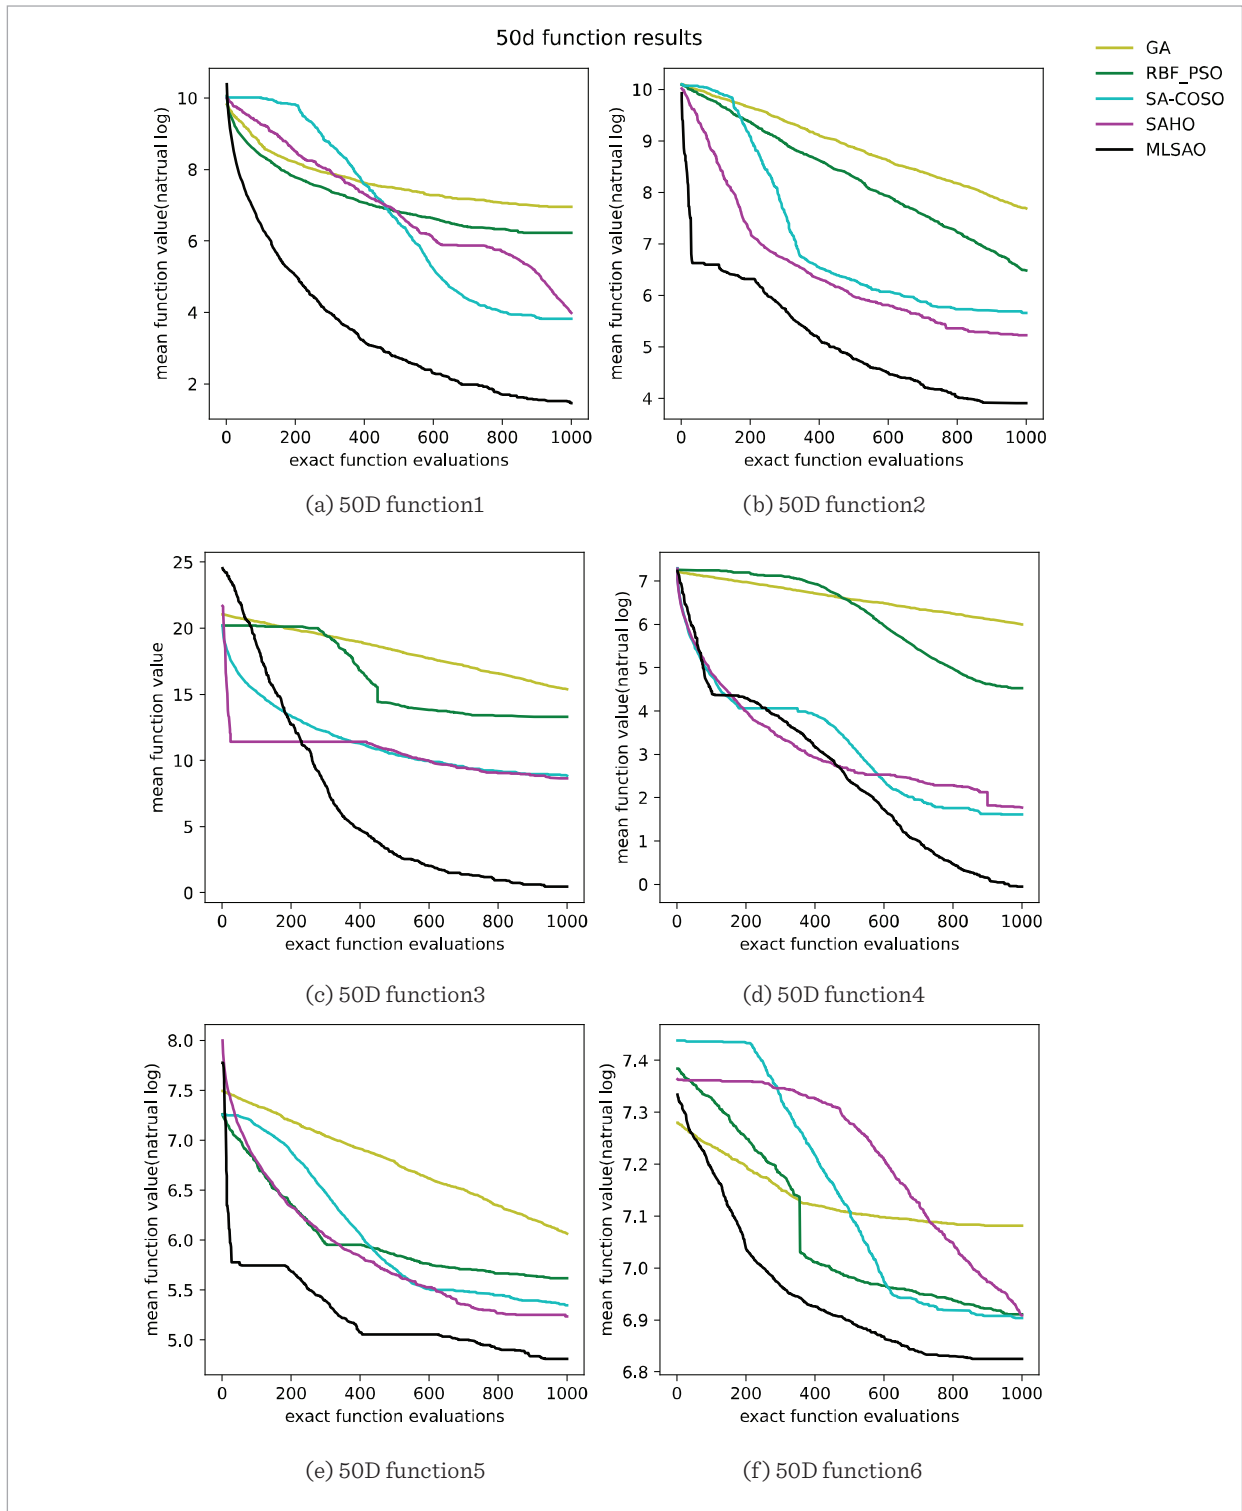 50d function results
GA
RBF_PSO
SA-COSO
SAHO
MLSAO
mean function value(natrual log)
10
8
6
4
2
0 200 400 600 800 1000
exact function evaluations
(a) 50D function1
mean function value(natrual log)
10
9
8
7
6
5
4
0 200 400 600 800 1000
exact function evaluations
(b) 50D function2
mean function value
25
20
15
10
5
0
0 200 400 600 800 1000
exact function evaluations
(c) 50D function3
mean function value(natrual log)
7
6
5
4
3
2
1
0
0 200 400 600 800 1000
exact function evaluations
(d) 50D function4
mean function value(natrual log)
8.0
7.5
7.0
6.5
6.0
5.5
5.0
0 200 400 600 800 1000
exact function evaluations
(e) 50D function5
mean function value(natrual log)
7.4
7.3
7.2
7.1
7.0
6.9
6.8
0 200 400 600 800 1000
exact function evaluations
(f) 50D function6